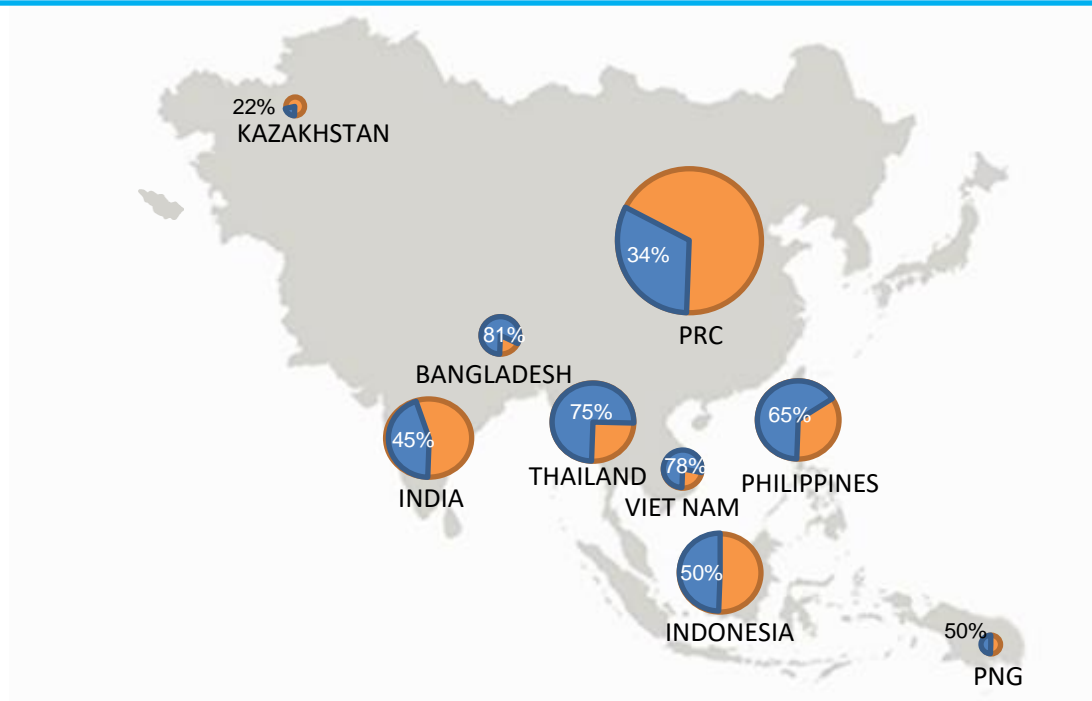 22%
KAZAKHSTAN
34%
PRC
81%
BANGLADESH
75%
THAILAND
65%
PHILIPPINES
45%
INDIA
78%
VIET NAM
50%
INDONESIA
50%
PNG